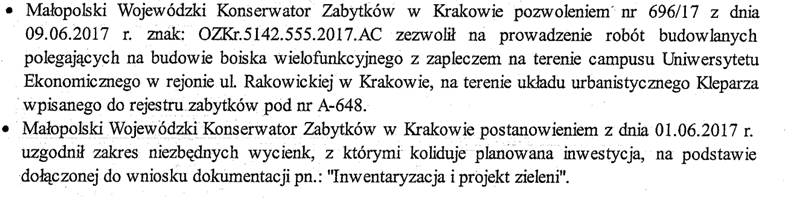 • Małopolski Wojewódzki Konserwator Zabytków w Krakowie pozwoleniem nr 696/17 z dnia
09.06.2017 r. znak: OZKr.5142.555.2017.AC zezwolił na prowadzenie robót budowlanych
polegających na budowie boiska wielofunkcyjnego z zapleczem na terenie campusu Uniwersytetu
Ekonomicznego w rejonie ul. Rakowickiej w Krakowie, na terenie układu urbanistycznego Kleparza
wpisanego do rejestru zabytków pod nr A-648.
• Małopolski Wojewódzki Konserwator Zabytków w Krakowie postanowieniem z dnia 01.06.2017 r.
uzgodnił zakres niezbędnych wycienk, z którymi koliduje planowana inwestycja, na podstawie
dołączonej do wniosku dokumentacji pn.: "Inwentaryzacja i projekt zieleni".